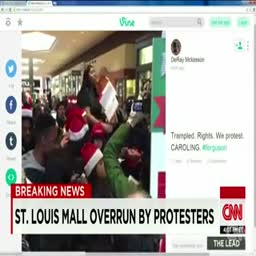 Vine
DeRay Mckesson
Trampled. Rights. We protest.
CAROLING. #ferguson
BREAKING NEWS
ST. LOUIS MALL OVERRUN BY PROTESTERS
CNN
THE LEAD